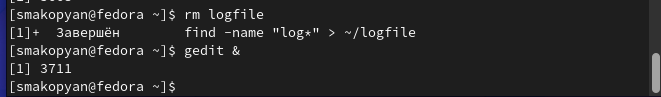 [smakopyan@fedora ~]$ rm logfile
[1]+  Завершён        find -name "log*" > ~/logfile
[smakopyan@fedora ~]$ gedit &
[1] 3711
[smakopyan@fedora ~]$